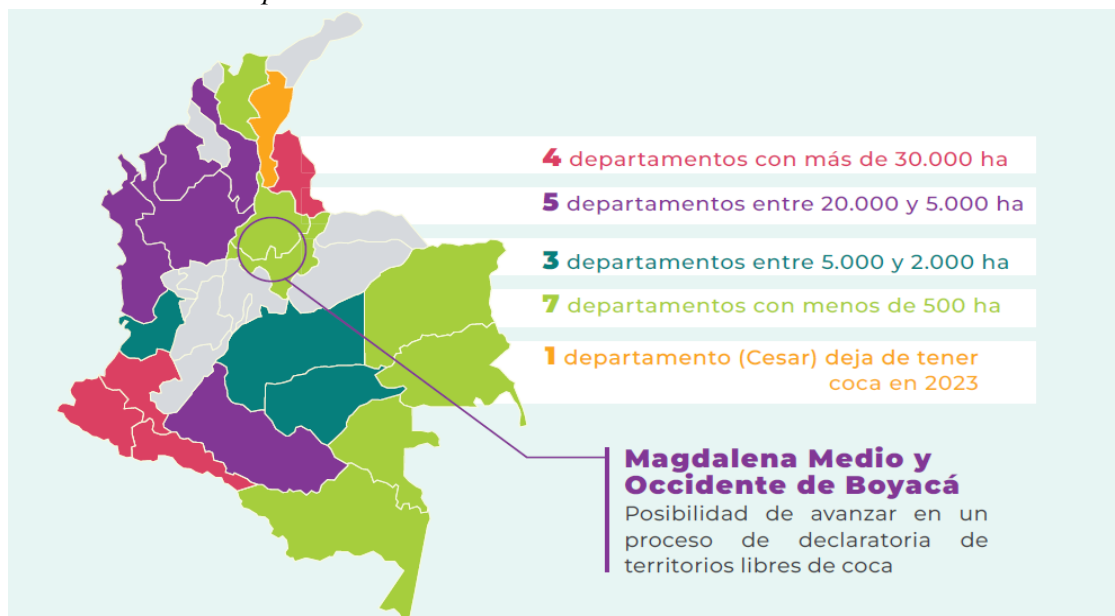 4 departamentos con más de 30.000 ha
5 departamentos entre 20.000 y 5.000 ha
3 departamentos entre 5.000 y 2.000 ha
7 departamentos con menos de 500 ha
1 departamento (Cesar) deja de tener
coca en 2023
Magdalena Medio y
Occidente de Boyacá
Posibilidad de avanzar en un
proceso de declaratoria de
territorios libres de coca